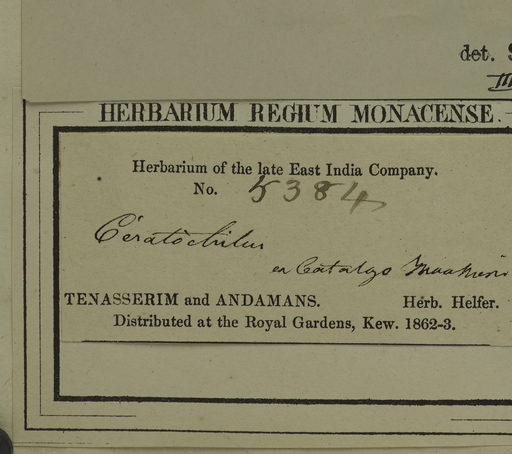 det.
HERBARIUM REGIUM MONACENSE.
Herbarium of the late East India Company.
No. 5384
Ceratochilus
ex Catalgo
TENASSERIM and ANDAMANS. Herb. Helfer.
Distributed at the Royal Gardens, Kew. 1862-3.